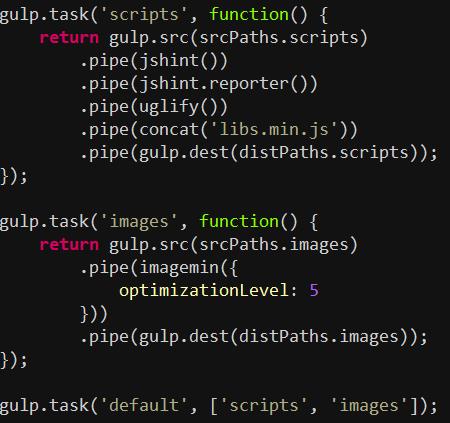 gulp.task('scripts', function() {
    return gulp.src(srcPaths.scripts)
        .pipe(jshint())
        .pipe(jshint.reporter())
        .pipe(uglify())
        .pipe(concat('libs.min.js'))
        .pipe(gulp.dest(distPaths.scripts));
});

gulp.task('images', function() {
    return gulp.src(srcPaths.images)
        .pipe(imagemin({
            optimizationLevel: 5
        }))
        .pipe(gulp.dest(distPaths.images));
});

gulp.task('default', ['scripts', 'images']);